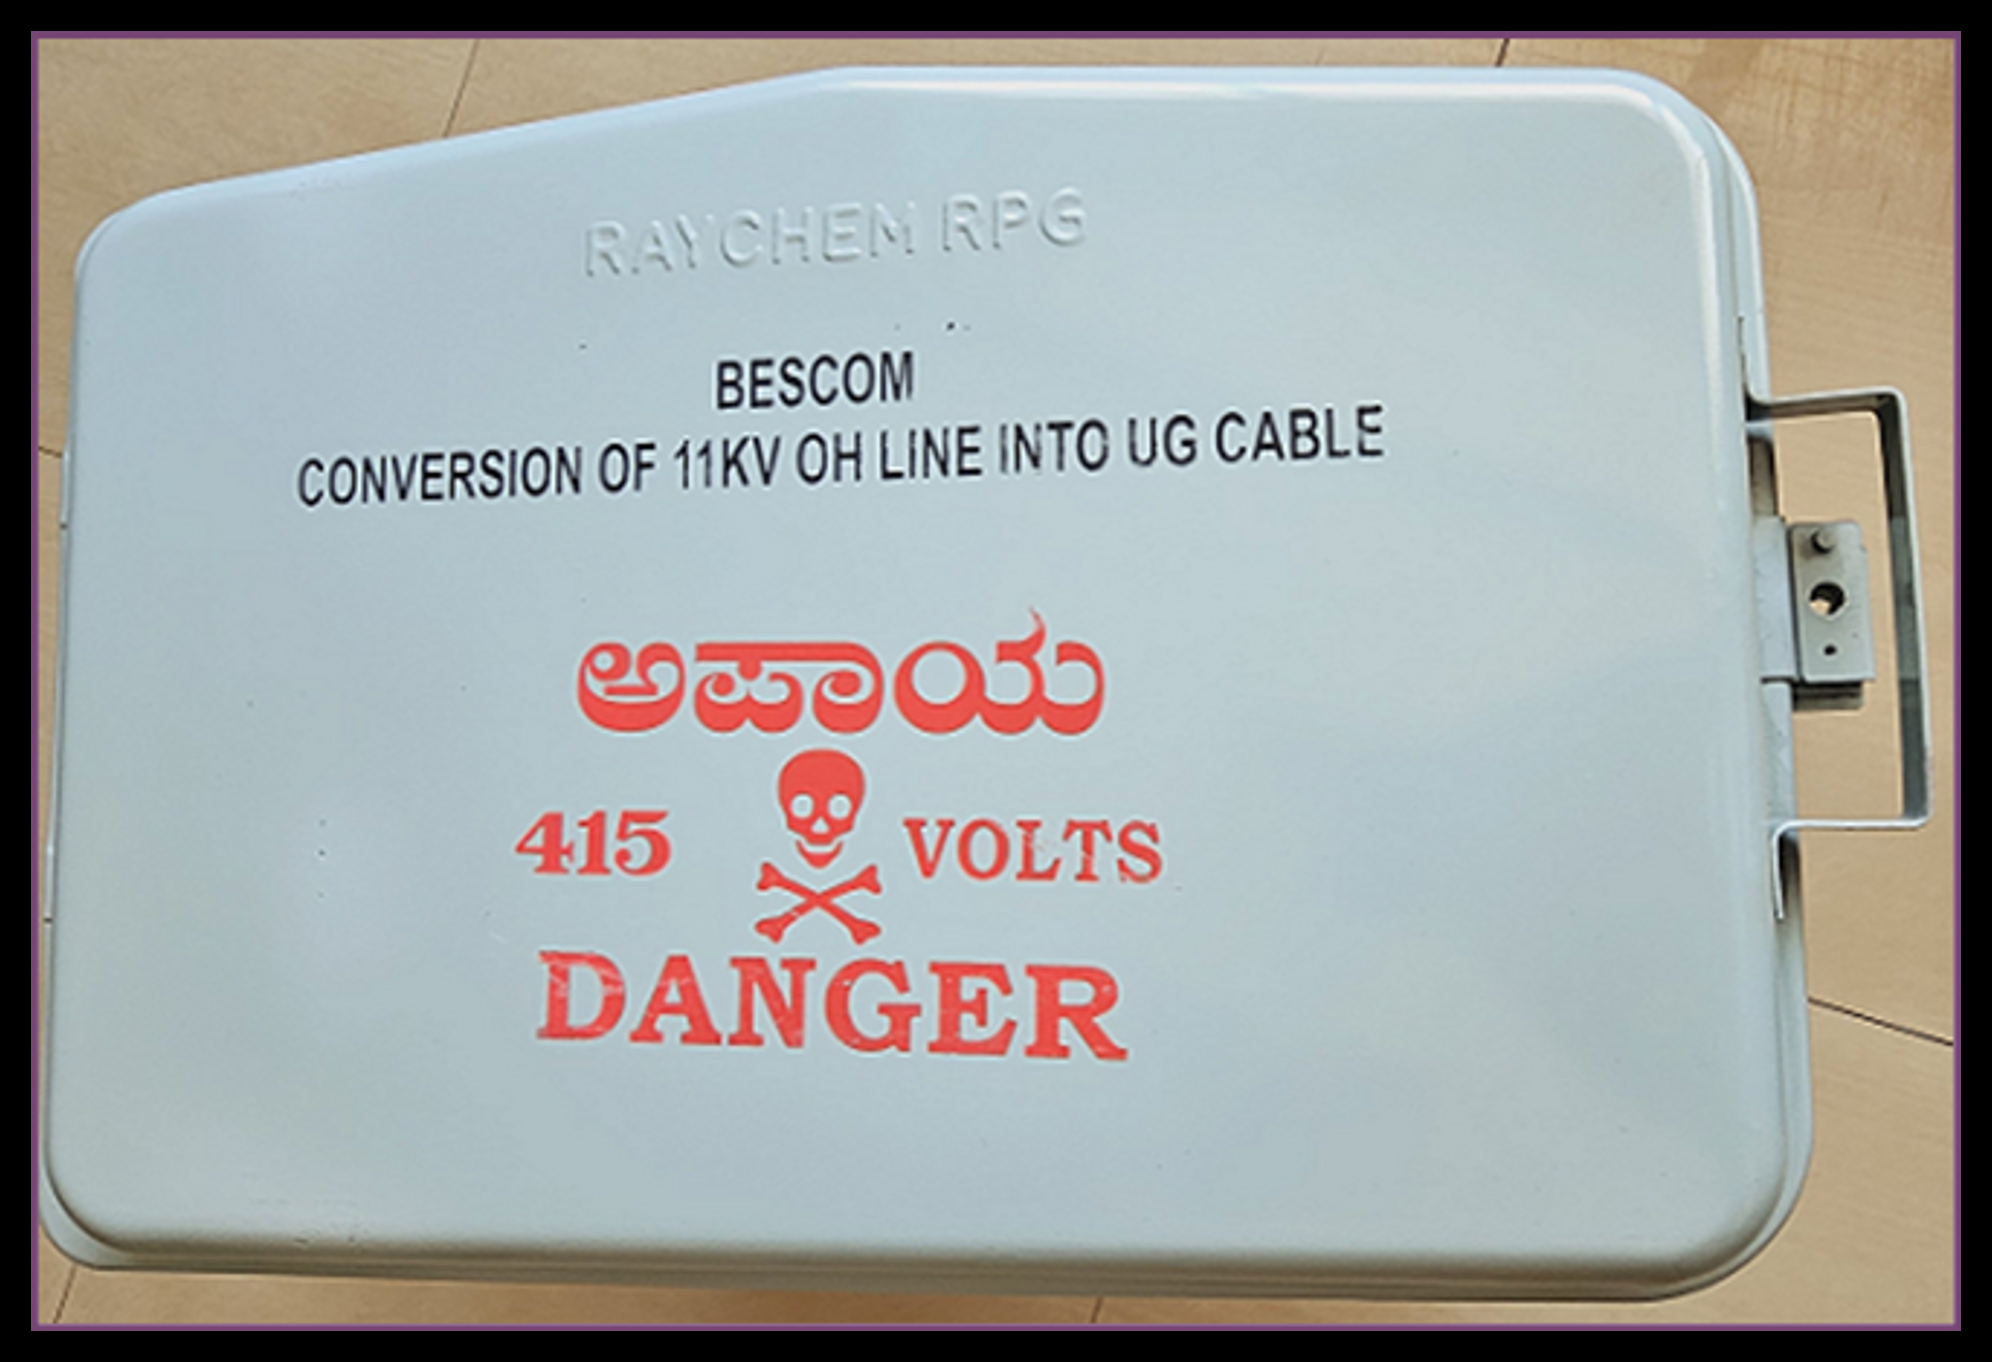 RAYCHEM RPG
BESCOM
CONVERSION OF 11KV OH LINE INTO UG CABLE
ಅಪಾಯ
415 VOLTS
DANGER